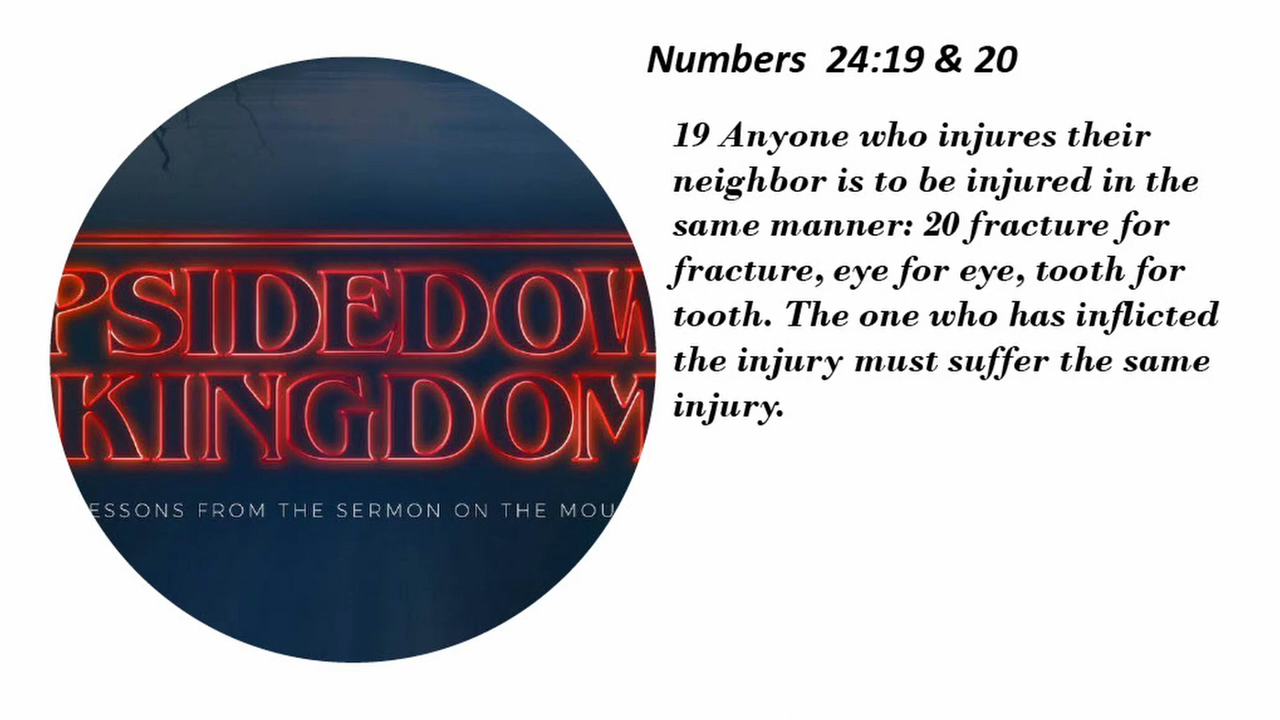 Numbers 24:19 & 20
19 Anyone who injures their
neighbor is to be injured in the
same manner: 20 fracture for
fracture, eye for eye, tooth for
tooth. The one who has inflicted
the injury must suffer the same
injury.
PSIDEDOW
KINGDOM
ESSONS FROM THE SERMON ON THE MOU